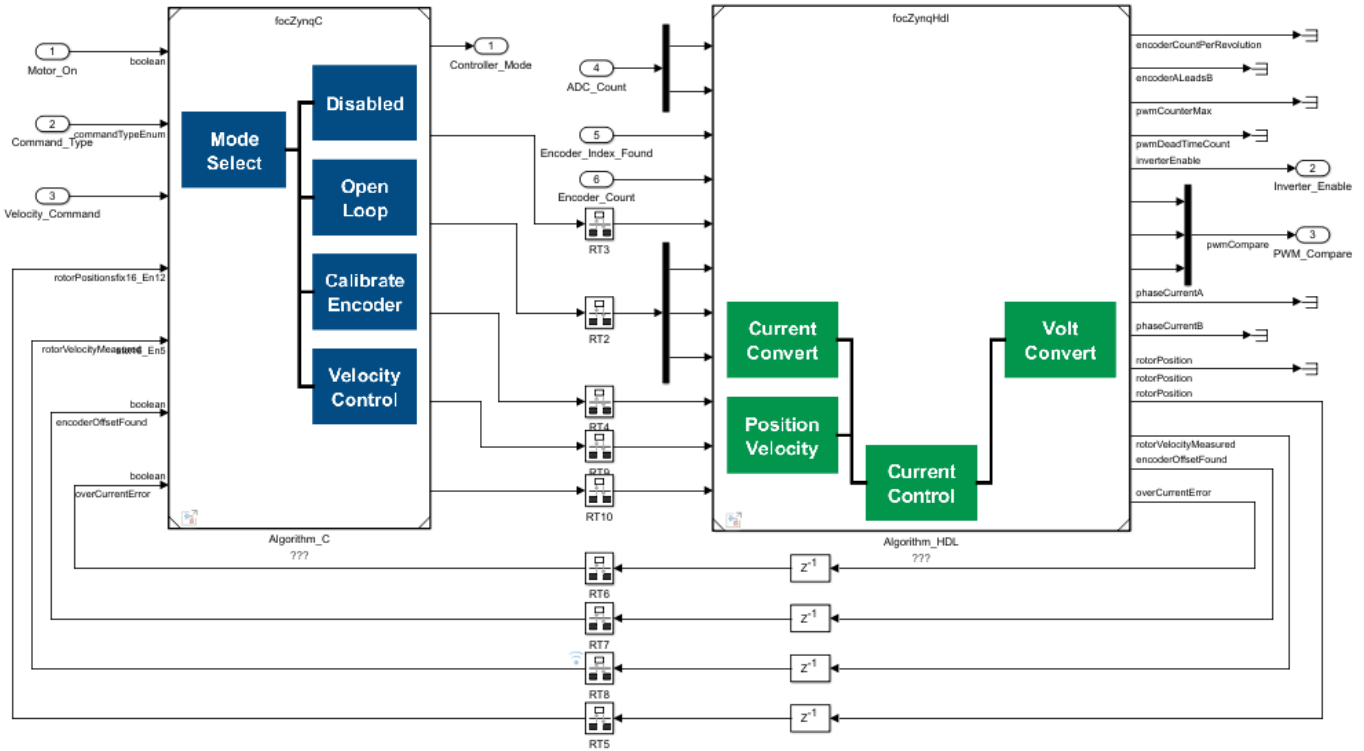 focZynqC
focZynqHdl
1
Motor_On
boolean
1
Controller_Mode
2
Command_Type
commandTypeEnum
3
Velocity_Command
rotorPositionsfix16_En12
rotorVelocityMeasured
_En5
boolean
encoderOffsetFound
boolean
overCurrentError
Mode
Select
Disabled
Open
Loop
Calibrate
Encoder
Velocity
Control
Algorithm_C
???
4
ADC_Count
5
Encoder_Index_Found
6
Encoder_Count
RT3
RT2
RT4
RT9
RT10
Current
Convert
Position
Velocity
Current
Control
Volt
Convert
Algorithm_HDL
???
encoderCountPerRevolution
encoderALeadsB
pwmCounterMax
pwmDeadTimeCount
inverterEnable
2
Inverter_Enable
pwmCompare
3
PWM_Compare
phaseCurrentA
phaseCurrentB
rotorPosition
rotorPosition
rotorPosition
rotorVelocityMeasured
encoderOffsetFound
overCurrentError
RT6
z-1
RT7
z-1
RT8
z-1
RT5
z-1